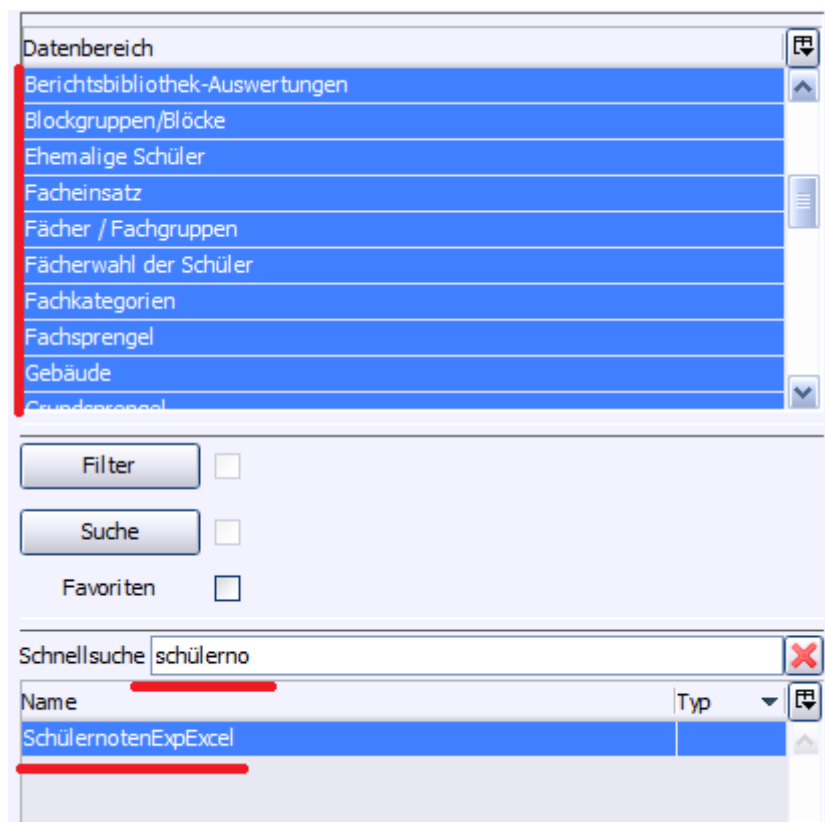 Datenbereich
Berichtsbibliothek-Auswertungen
Blockgruppen/Blöcke
Ehemalige Schüler
Facheinsatz
Fächer / Fachgruppen
Fächerwahl der Schüler
Fachkategorien
Fachsprengel
Gebäude
Grundsprengel
Filter
Suche
Favoriten
Schnellsuche schülerno
Name Typ
SchülernotenExpExcel